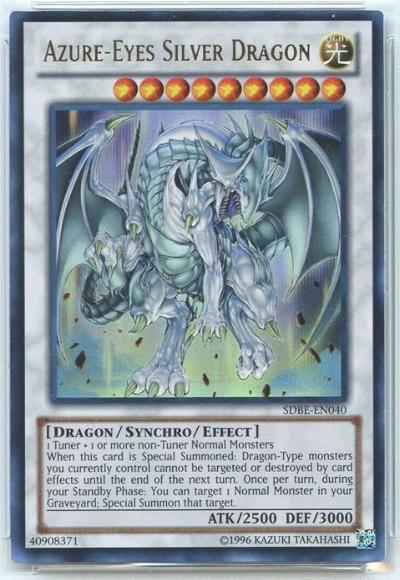 AZURE-EYES SILVER DRAGON
LIGHT
光
SDBE-EN040
[DRAGON/SYNCHRO/EFFECT]
1 Tuner + 1 or more non-Tuner Normal Monsters
When this card is Special Summoned: Dragon-Type monsters
you currently control cannot be targeted or destroyed by card
effects until the end of the next turn. Once per turn, during
your Standby Phase: You can target 1 Normal Monster in your
Graveyard; Special Summon that target.
ATK/2500 DEF/3000
40908371
©1996 KAZUKI TAKAHASHI